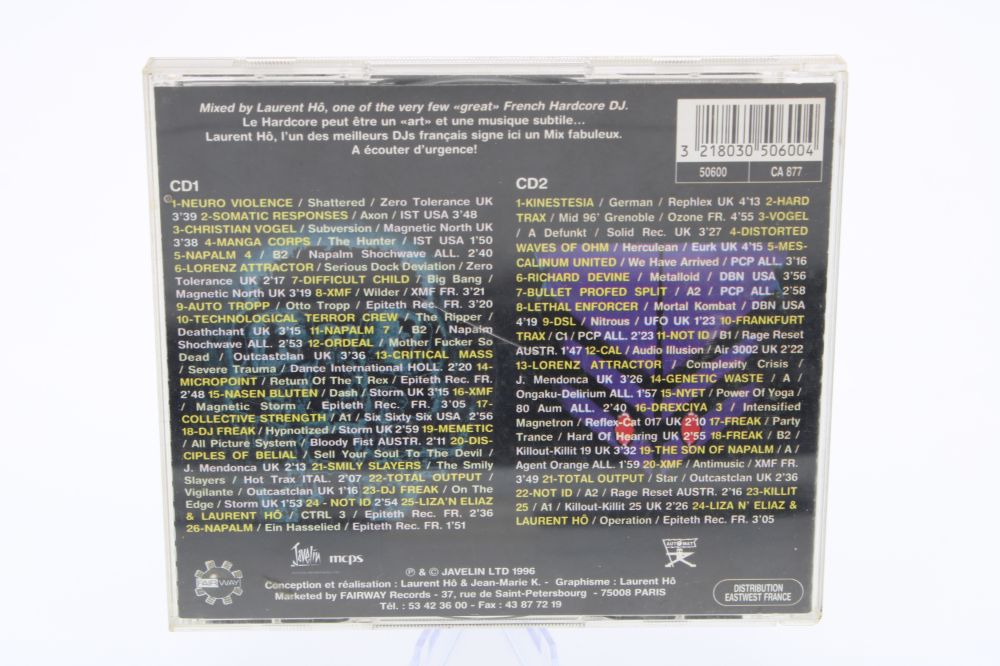 Mixed by Laurent Hô, one of the very few «great» French Hardcore DJ.
Le Hardcore peut être un «art» et une musique subtile...
Laurent Hô, l'un des meilleurs DJs français signe ici un Mix fabuleux.
A écouter d'urgence!
3 218030 506004
50600 CA 877
CD1
1-NEURO VIOLENCE / Shattered / Zero Tolerance UK
3'39 2-SOMATIC RESPONSES / Axon / IST USA 3'48
3-CHRISTIAN VOGEL / Subversion / Magnetic North UK
3'38 4-MANGA CORPS / The Hunter / IST USA 1'50
5-NAPALM 4 / B2 / Napalm Shochwave ALL. 2'40
6-LORENZ ATTRACTOR / Serious Dock Deviation / Zero
Tolerance UK 2'17 7-DIFFICULT CHILD / Big Bang /
Magnetic North UK 3'19 8-XMF / Wilder / XMF FR. 3'21
9-AUTO TROPP / Otto Tropp / Epiteth Rec. FR. 3'20
10-TECHNOLOGICAL TERROR CREW / The Ripper /
Deathchant UK 3'15 11-NAPALM 7 / B2 / Napalm
Shochwave ALL. 2'53 12-ORDEAL / Mother Fucker So
Dead / Outcastclan UK 3'36 13-CRITICAL MASS
/ Severe Trauma / Dance International HOLL. 2'20 14-
MICROPOINT / Return Of The T Rex / Epiteth Rec. FR.
2'48 15-NASEN BLUTEN / Dash / Storm UK 3'15 16-XMF
/ Magnetic Storm / Epiteth Rec. FR. 3'05 17-
COLLECTIVE STRENGTH / A1 / Six Sixty Six USA 2'56
18-DJ FREAK / Hypnotized / Storm UK 2'59 19-MEMETIC
/ All Picture System / Bloody Fist AUSTR. 2'11 20-DIS-
CIPLES OF BELIAL / Sell Your Soul To The Devil /
J. Mendonca UK 2'13 21-SMILY SLAYERS / The Smily
Slayers / Hot Trax ITAL. 2'07 22-TOTAL OUTPUT /
Vigilante / Outcastclan UK 1'16 23-DJ FREAK / On The
Edge / Storm UK 1'53 24 - NOT ID 2'54 25-LIZA'N ELIAZ
& LAURENT HÔ / CTRL 3 / Epiteth Rec. FR. 2'36
26-NAPALM / Ein Hasselied / Epiteth Rec. FR. 1'51
CD2
1-KINESTESIA / German / Rephlex UK 4'13 2-HARD
TRAX / Mid 96' Grenoble / Ozone FR. 4'55 3-VOGEL
/ A Defunkt / Solid Rec. UK 3'27 4-DISTORTED
WAVES OF OHM / Herculean / Eurk UK 4'15 5-MES-
CALINUM UNITED / We Have Arrived / PCP ALL. 3'16
6-RICHARD DEVINE / Metalloid / DBN USA 3'56
7-BULLET PROFED SPLIT / A2 / PCP ALL. 2'58
8-LETHAL ENFORCER / Mortal Kombat / DBN USA
4'19 9-DSL / Nitrous / UFO UK 1'23 10-FRANKFURT
TRAX / C1 / PCP ALL. 2'23 11-NOT ID / B1 / Rage Reset
AUSTR. 1'47 12-CAL / Audio Illusion / Air 3002 UK 2'22
13-LORENZ ATTRACTOR / Complexity Crisis /
J. Mendonca UK 3'26 14-GENETIC WASTE / A /
Ongaku-Delirium ALL. 1'57 15-NYET / Power Of Yoga /
80 Aum ALL. 2'40 16-DREXCIYA 3 / Intensified
Magnetron / Reflex-Cat 017 UK 2'10 17-FREAK / Party
Trance / Hard Of Hearing UK 2'55 18-FREAK / B2 /
Killout-Killit 19 UK 3'32 19-THE SON OF NAPALM / A /
Agent Orange ALL. 1'59 20-XMF / Antimusic / XMF FR.
3'49 21-TOTAL OUTPUT / Star / Outcastclan UK 2'36
22-NOT ID / A2 / Rage Reset AUSTR. 2'16 23-KILLIT
25 / A1 / Killout-Killit 25 UK 2'26 24-LIZA N' ELIAZ &
LAURENT HÔ / Operation / Epiteth Rec. FR 3'05
Javelin mcps
AUTOMAT
℗ & © JAVELIN LTD 1996
FAIRWAY
Conception et réalisation : Laurent Hô & Jean-Marie K. - Graphisme : Laurent Hô
Marketed by FAIRWAY Records - 37, rue de Saint-Petersbourg - 75008 PARIS
Tél. : 53 42 36 00 - Fax : 43 87 72 19
DISTRIBUTION
EASTWEST FRANCE